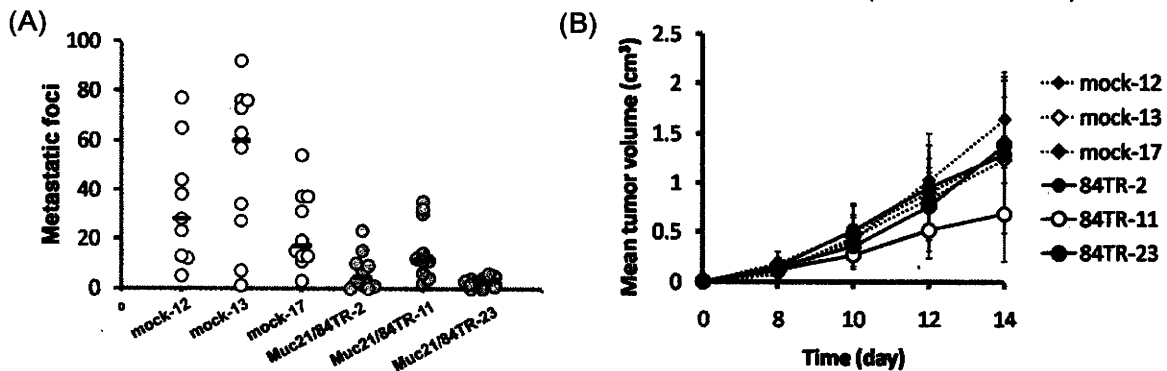 (A)
100
80
60
40
20
0
Metastatic foci
0
mock-12
mock-13
mock-17
Muc21/84TR-2
Muc21/84TR-11
Muc21/84TR-23
(B)
2.5
2
1.5
1
0.5
0
Mean tumor volume (cm³)
0 8 10 12 14
Time (day)
mock-12
mock-13
mock-17
84TR-2
84TR-11
84TR-23